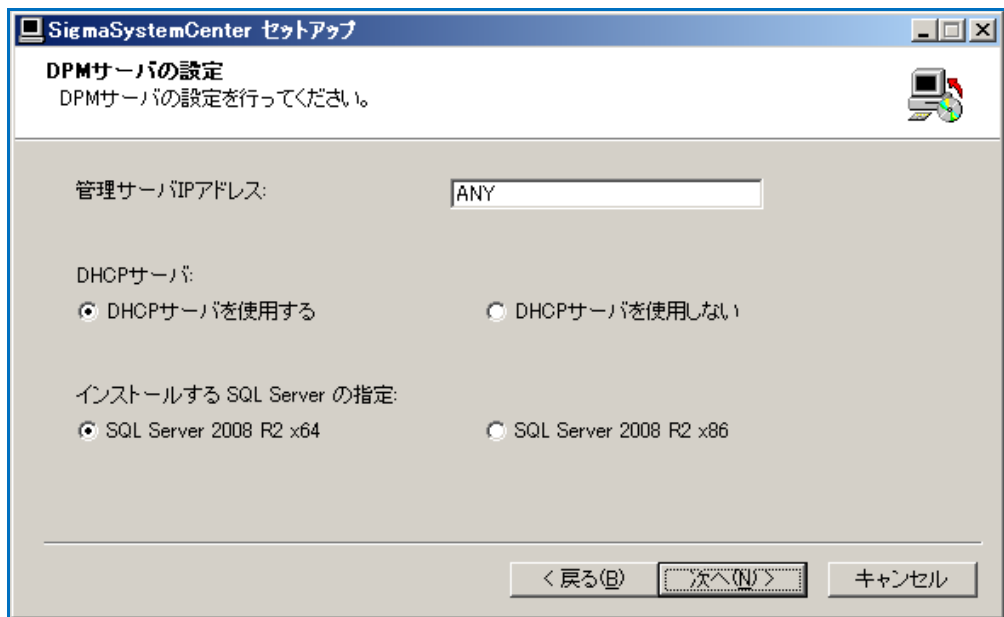 SigmaSystemCenter セットアップ
DPMサーバの設定
DPMサーバの設定を行ってください。
管理サーバIPアドレス:
ANY
DHCPサーバ:
DHCPサーバを使用する
DHCPサーバを使用しない
インストールする SQL Server の指定:
SQL Server 2008 R2 x64
SQL Server 2008 R2 x86
< 戻る(B)
次へ(N) >
キャンセル